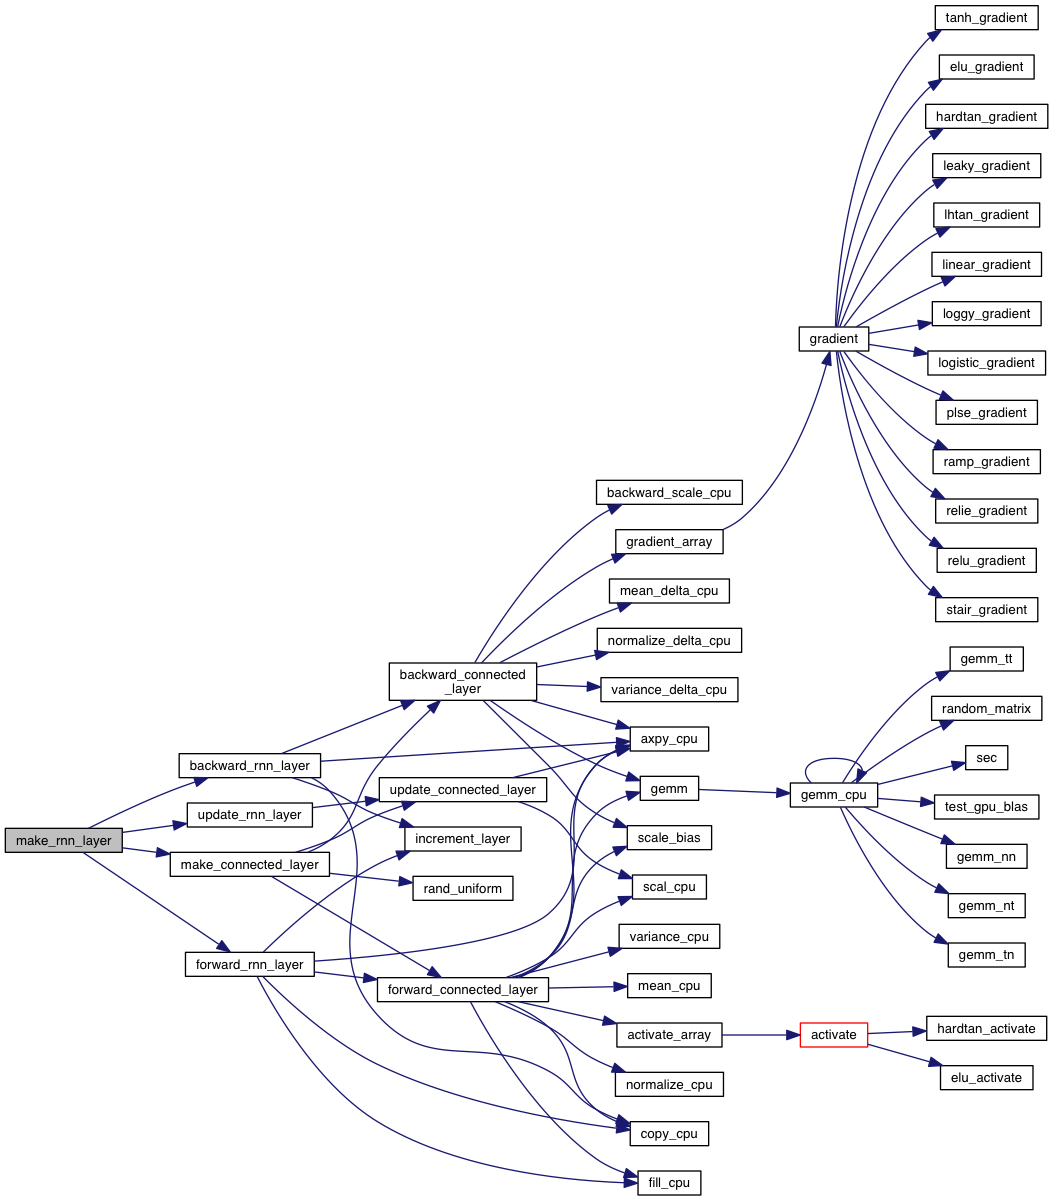 tanh_gradient
elu_gradient
hardtan_gradient
leaky_gradient
lhtan_gradient
linear_gradient
loggy_gradient
gradient
logistic_gradient
plse_gradient
ramp_gradient
relie_gradient
relu_gradient
stair_gradient
backward_scale_cpu
gradient_array
mean_delta_cpu
normalize_delta_cpu
variance_delta_cpu
backward_connected
_layer
axpy_cpu
gemm
scale_bias
scal_cpu
variance_cpu
mean_cpu
activate_array
normalize_cpu
copy_cpu
fill_cpu
gemm_tt
random_matrix
sec
test_gpu_blas
gemm_nn
gemm_nt
gemm_tn
gemm_cpu
backward_rnn_layer
update_rnn_layer
make_rnn_layer
make_connected_layer
forward_rnn_layer
update_connected_layer
increment_layer
rand_uniform
forward_connected_layer
activate
hardtan_activate
elu_activate